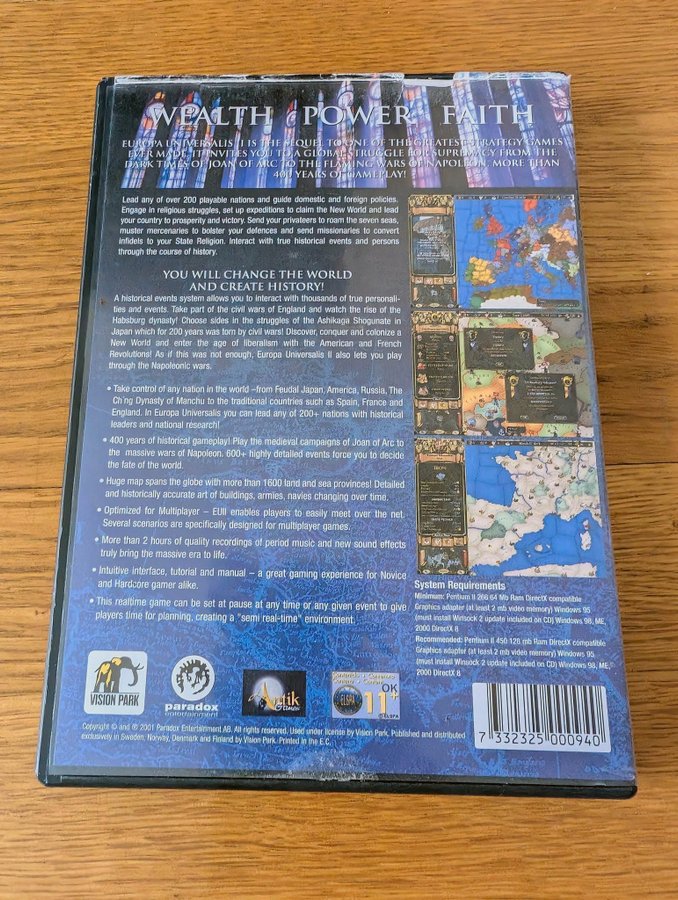 WEALTH POWER FAITH
EUROPA UNIVERSALIS II IS THE SEQUEL TO ONE OF THE GREATEST STRATEGY GAMES
EVER MADE. IT INVITES YOU TO A GLOBAL STRUGGLE FOR SUPREMACY FROM THE
DARK TIMES OF JOAN OF ARC TO THE FLAMING WARS OF NAPOLEON. MORE THAN
400 YEARS OF GAMEPLAY!
Lead any of over 200 playable nations and guide domestic and foreign policies.
Engage in religious struggles, set up expeditions to claim the New World and lead
your country to prosperity and victory. Send your privateers to roam the seven seas,
muster mercenaries to bolster your defences and send missionaries to convert
infidels to your State Religion. Interact with true historical events and persons
through the course of history.
YOU WILL CHANGE THE WORLD
AND CREATE HISTORY!
A historical events system allows you to interact with thousands of true personali-
ties and events. Take part of the civil wars of England and watch the rise of the
Habsburg dynasty! Choose sides in the struggles of the Ashikaga Shogunate in
Japan which for 200 years was torn by civil wars! Discover, conquer and colonize a
New World and enter the age of liberalism with the American and French
Revolutions! As if this was not enough, Europa Universalis II also lets you play
through the Napoleonic wars.
• Take control of any nation in the world –from Feudal Japan, America, Russia, The
Ch'ng Dynasty of Manchu to the traditional countries such as Spain, France and
England. In Europa Universalis you can lead any of 200+ nations with historical
leaders and national research!
• 400 years of historical gameplay! Play the medieval campaigns of Joan of Arc to
the massive wars of Napoleon. 600+ highly detailed events force you to decide
the fate of the world.
• Huge map spans the globe with more than 1600 land and sea provinces! Detailed
and historically accurate art of buildings, armies, navies changing over time.
• Optimized for Multiplayer – EUII enables players to easily meet over the net.
Several scenarios are specifically designed for multiplayer games.
• More than 2 hours of quality recordings of period music and new sound effects
truly bring the massive era to life.
• Intuitive interface, tutorial and manual – a great gaming experience for Novice
and Hardcore gamer alike.
• This realtime game can be set at pause at any time or any given event to give
players time for planning, creating a "semi real-time" environment.
System Requirements
Minimum: Pentium II 266 64 Mb Ram DirectX compatible
Graphics adapter (at least 2 mb video memory) Windows 95
(must install Winsock 2 update included on CD) Windows 98, ME,
2000 DirectX 8
Recommended: Pentium II 450 128 mb Ram DirectX compatible
Graphics adapter (at least 2 mb video memory) Windows 95
(must install Winsock 2 update included on CD) Windows 98, ME,
2000 DirectX 8
VISION PARK
paradox
entertainment
Arctik
Games
ELSPA
11+
OK
©ELSPA
Copyright © and ® 2001 Paradox Entertainment AB. All rights reserved. Used under license by Vision Park. Published and distributed
exclusively in Sweden, Norway, Denmark and Finland by Vision Park. Printed in the E.C.
7 332325 000940